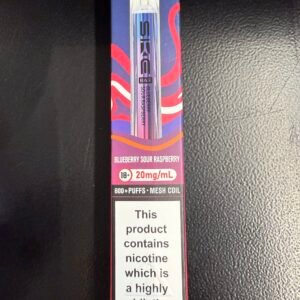 SKE
BLUEBERRY SOUR RASPBERRY
18+ 20mg/mL
600+PUFFS · MESH COIL
This
product
contains
nicotine
which is
a highly